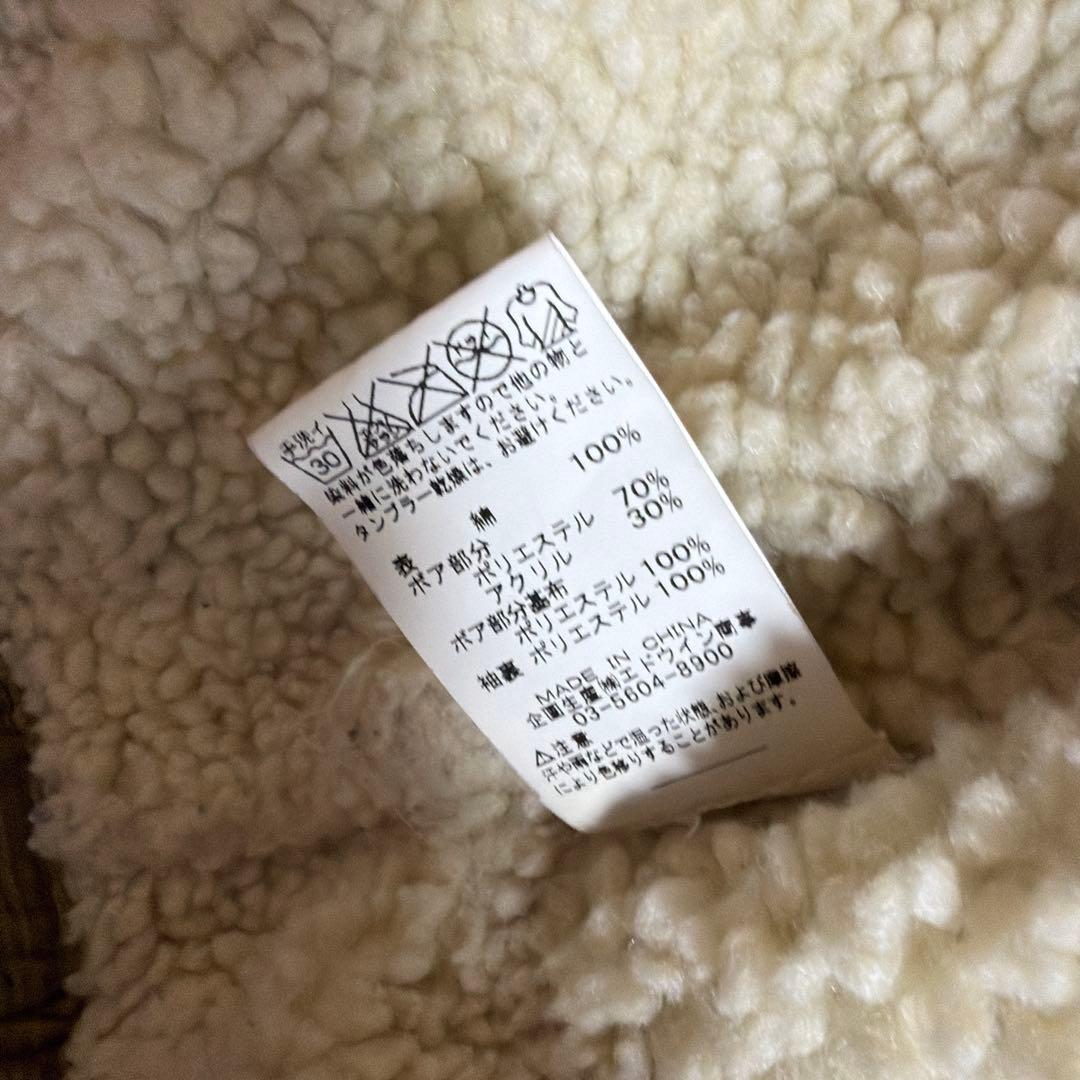 手洗イ
30
染料が色落ちしますので他の物と
一緒に洗わないでください。
タンブラー乾燥は、お避けください。
表 綿 100%
ボア部分
ポリエステル 70%
アクリル 30%
ボア部分基布
ポリエステル 100%
袖裏 ポリエステル 100%
MADE IN CHINA
企画生産㈱エドウイン商事
03-5604-8900
⚠注意
汗や雨などで湿った状態、および摩擦
により色移りすることがあります。